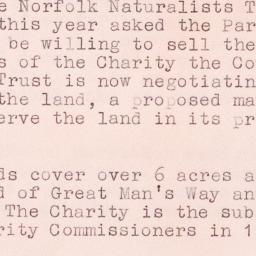 e Norfolk Naturalists T
this year asked the Par
be willing to sell the
s of the Charity the Co
Trust is now negotiatin
the land, a proposed ma
erve the land in its pr
ds cover over 6 acres a
d of Great Man's Way an
The Charity is the sub
rity Commissioners in 1